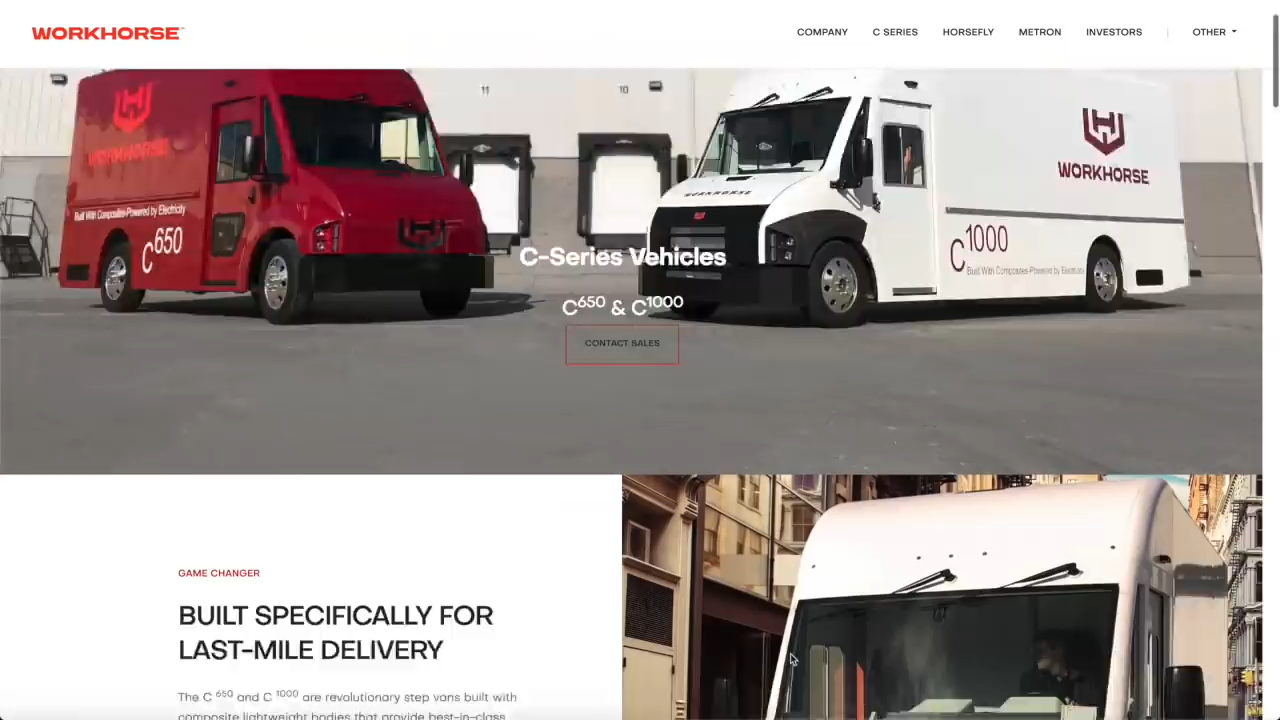 WORKHORSE™
COMPANY
C SERIES
HORSEFLY
METRON
INVESTORS
OTHER
11
10
WORKHORSE
Built With Composites-Powered by Electricity
C650
WORKHORSE
WORKHORSE
C1000
Built With Composites-Powered by Electricity
C-Series Vehicles
C650 & C1000
CONTACT SALES
GAME CHANGER
BUILT SPECIFICALLY FOR
LAST-MILE DELIVERY
The C 650 and C 1000 are revolutionary step vans built with
composite lightweight bodies that provide best-in-class